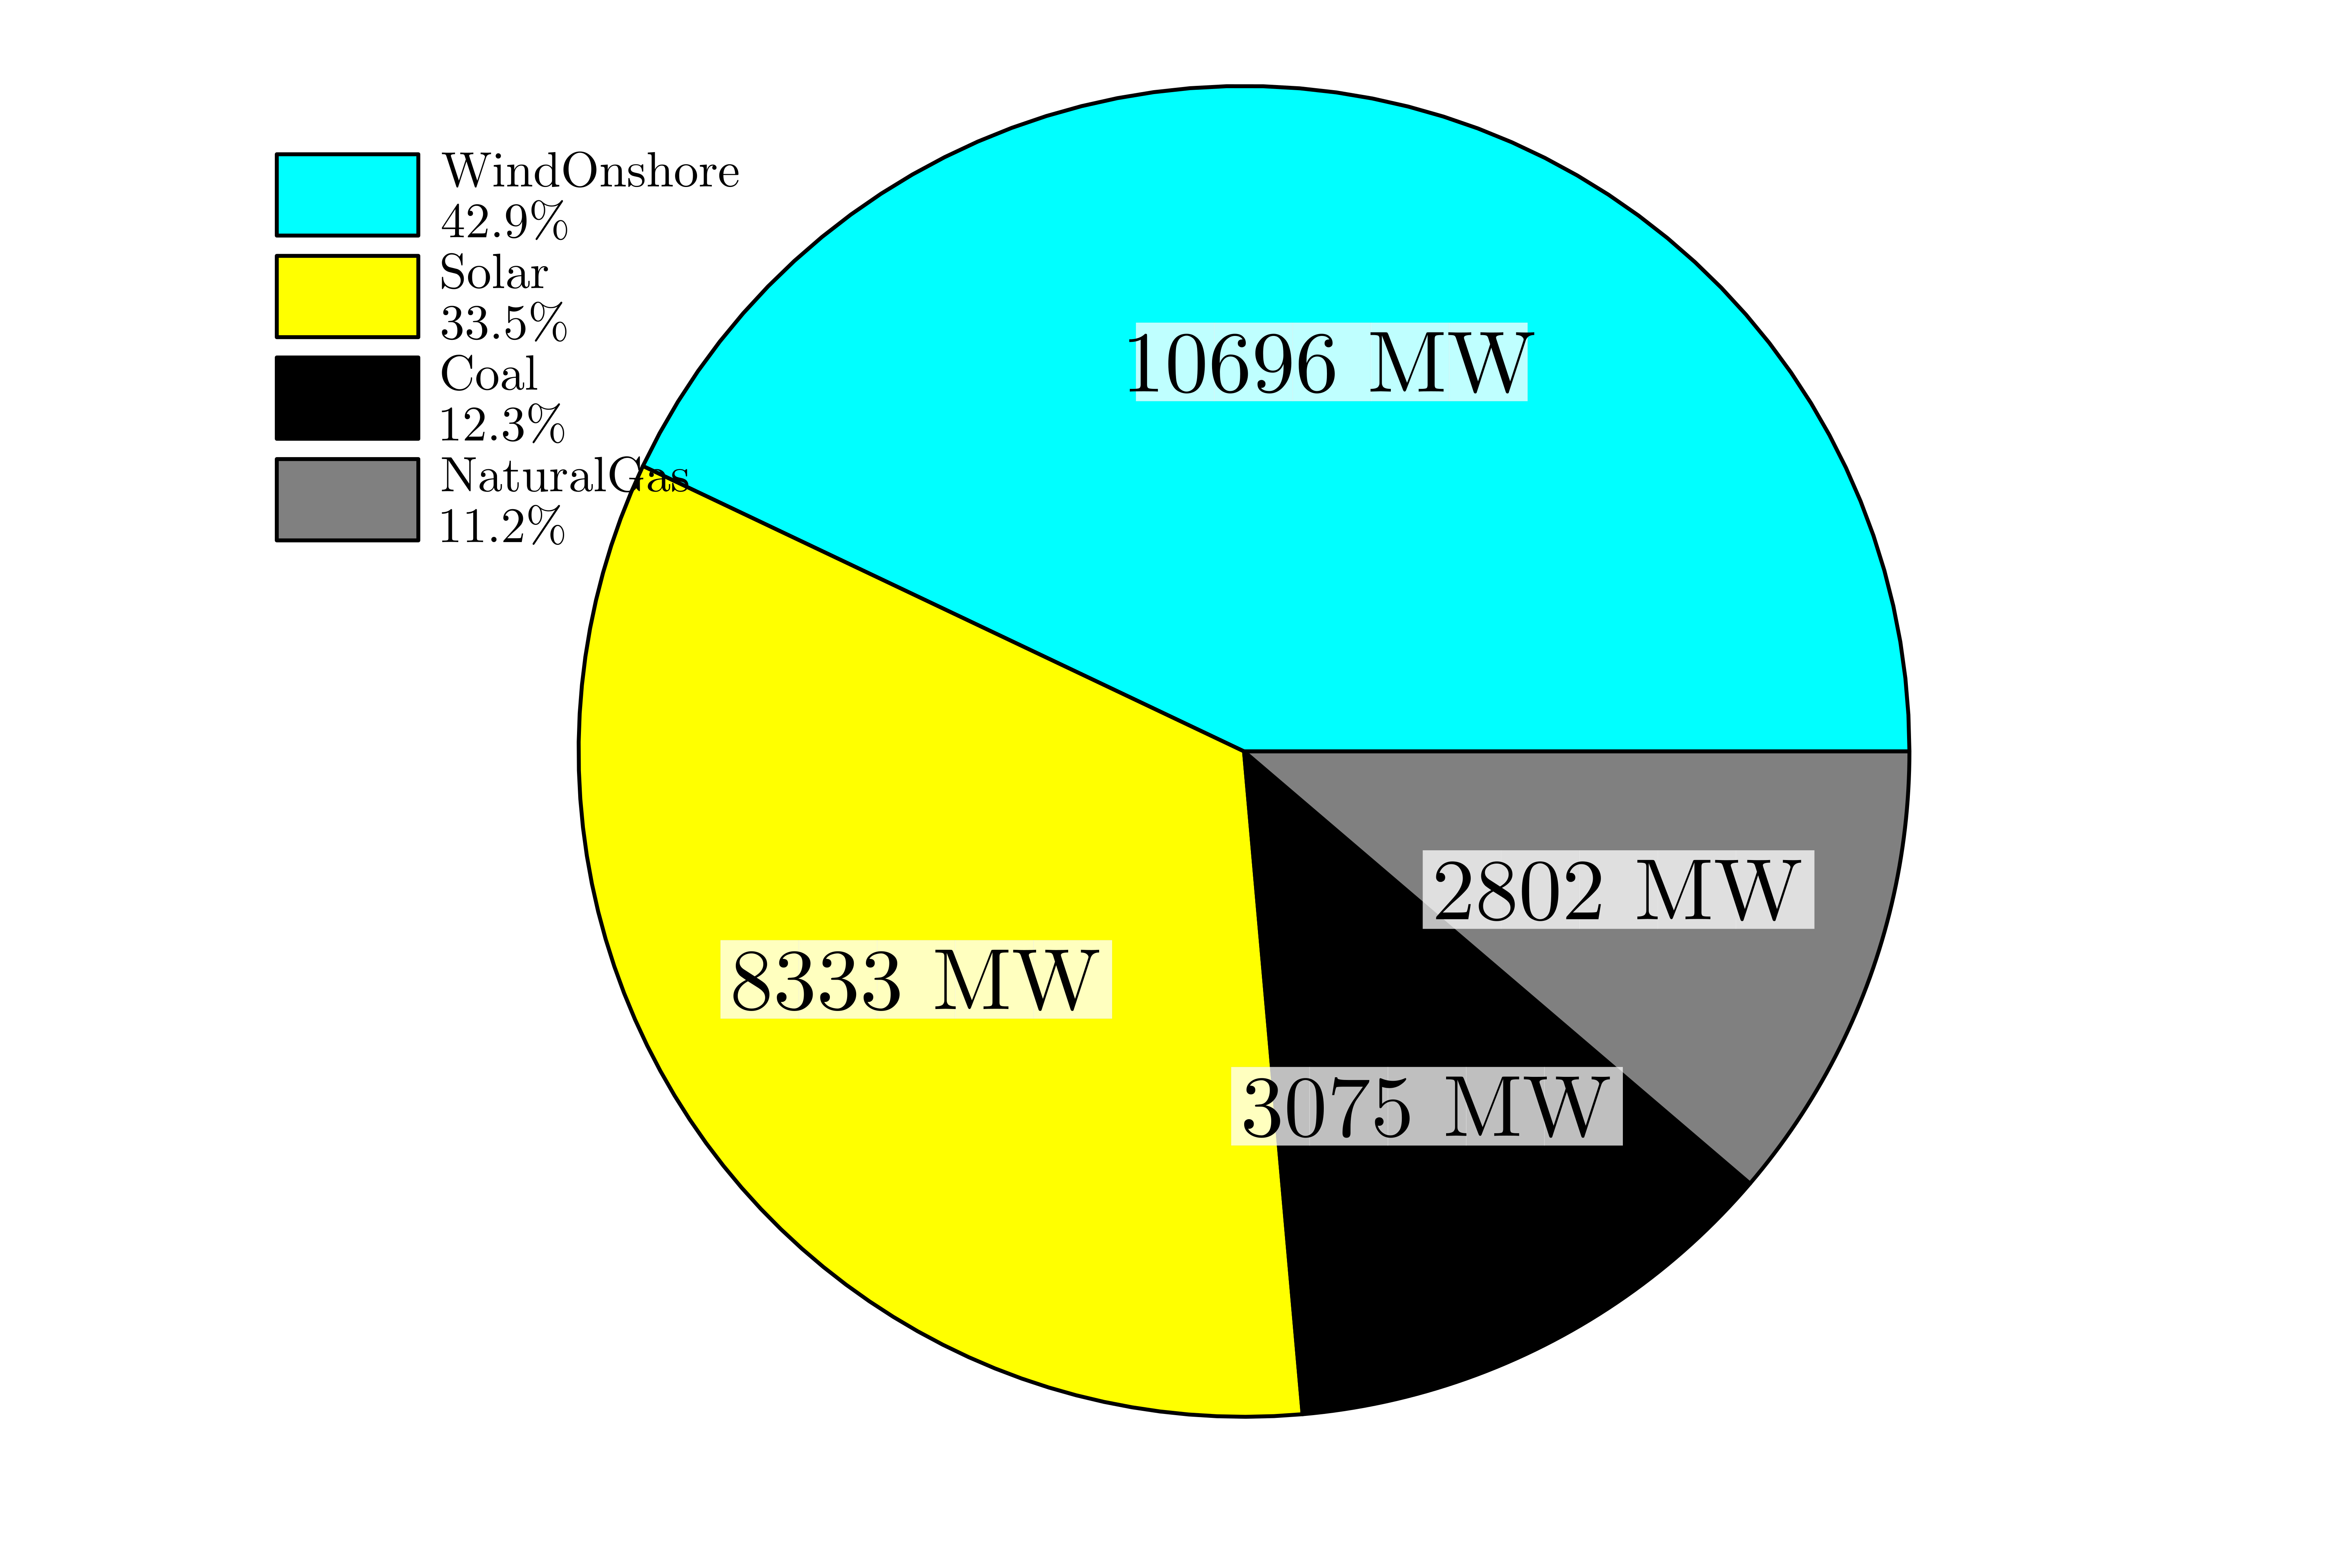 WindOnshore
42.9%
Solar
33.5%
Coal
12.3%
NaturalGas
11.2%
10696 MW
2802 MW
8333 MW
3075 MW